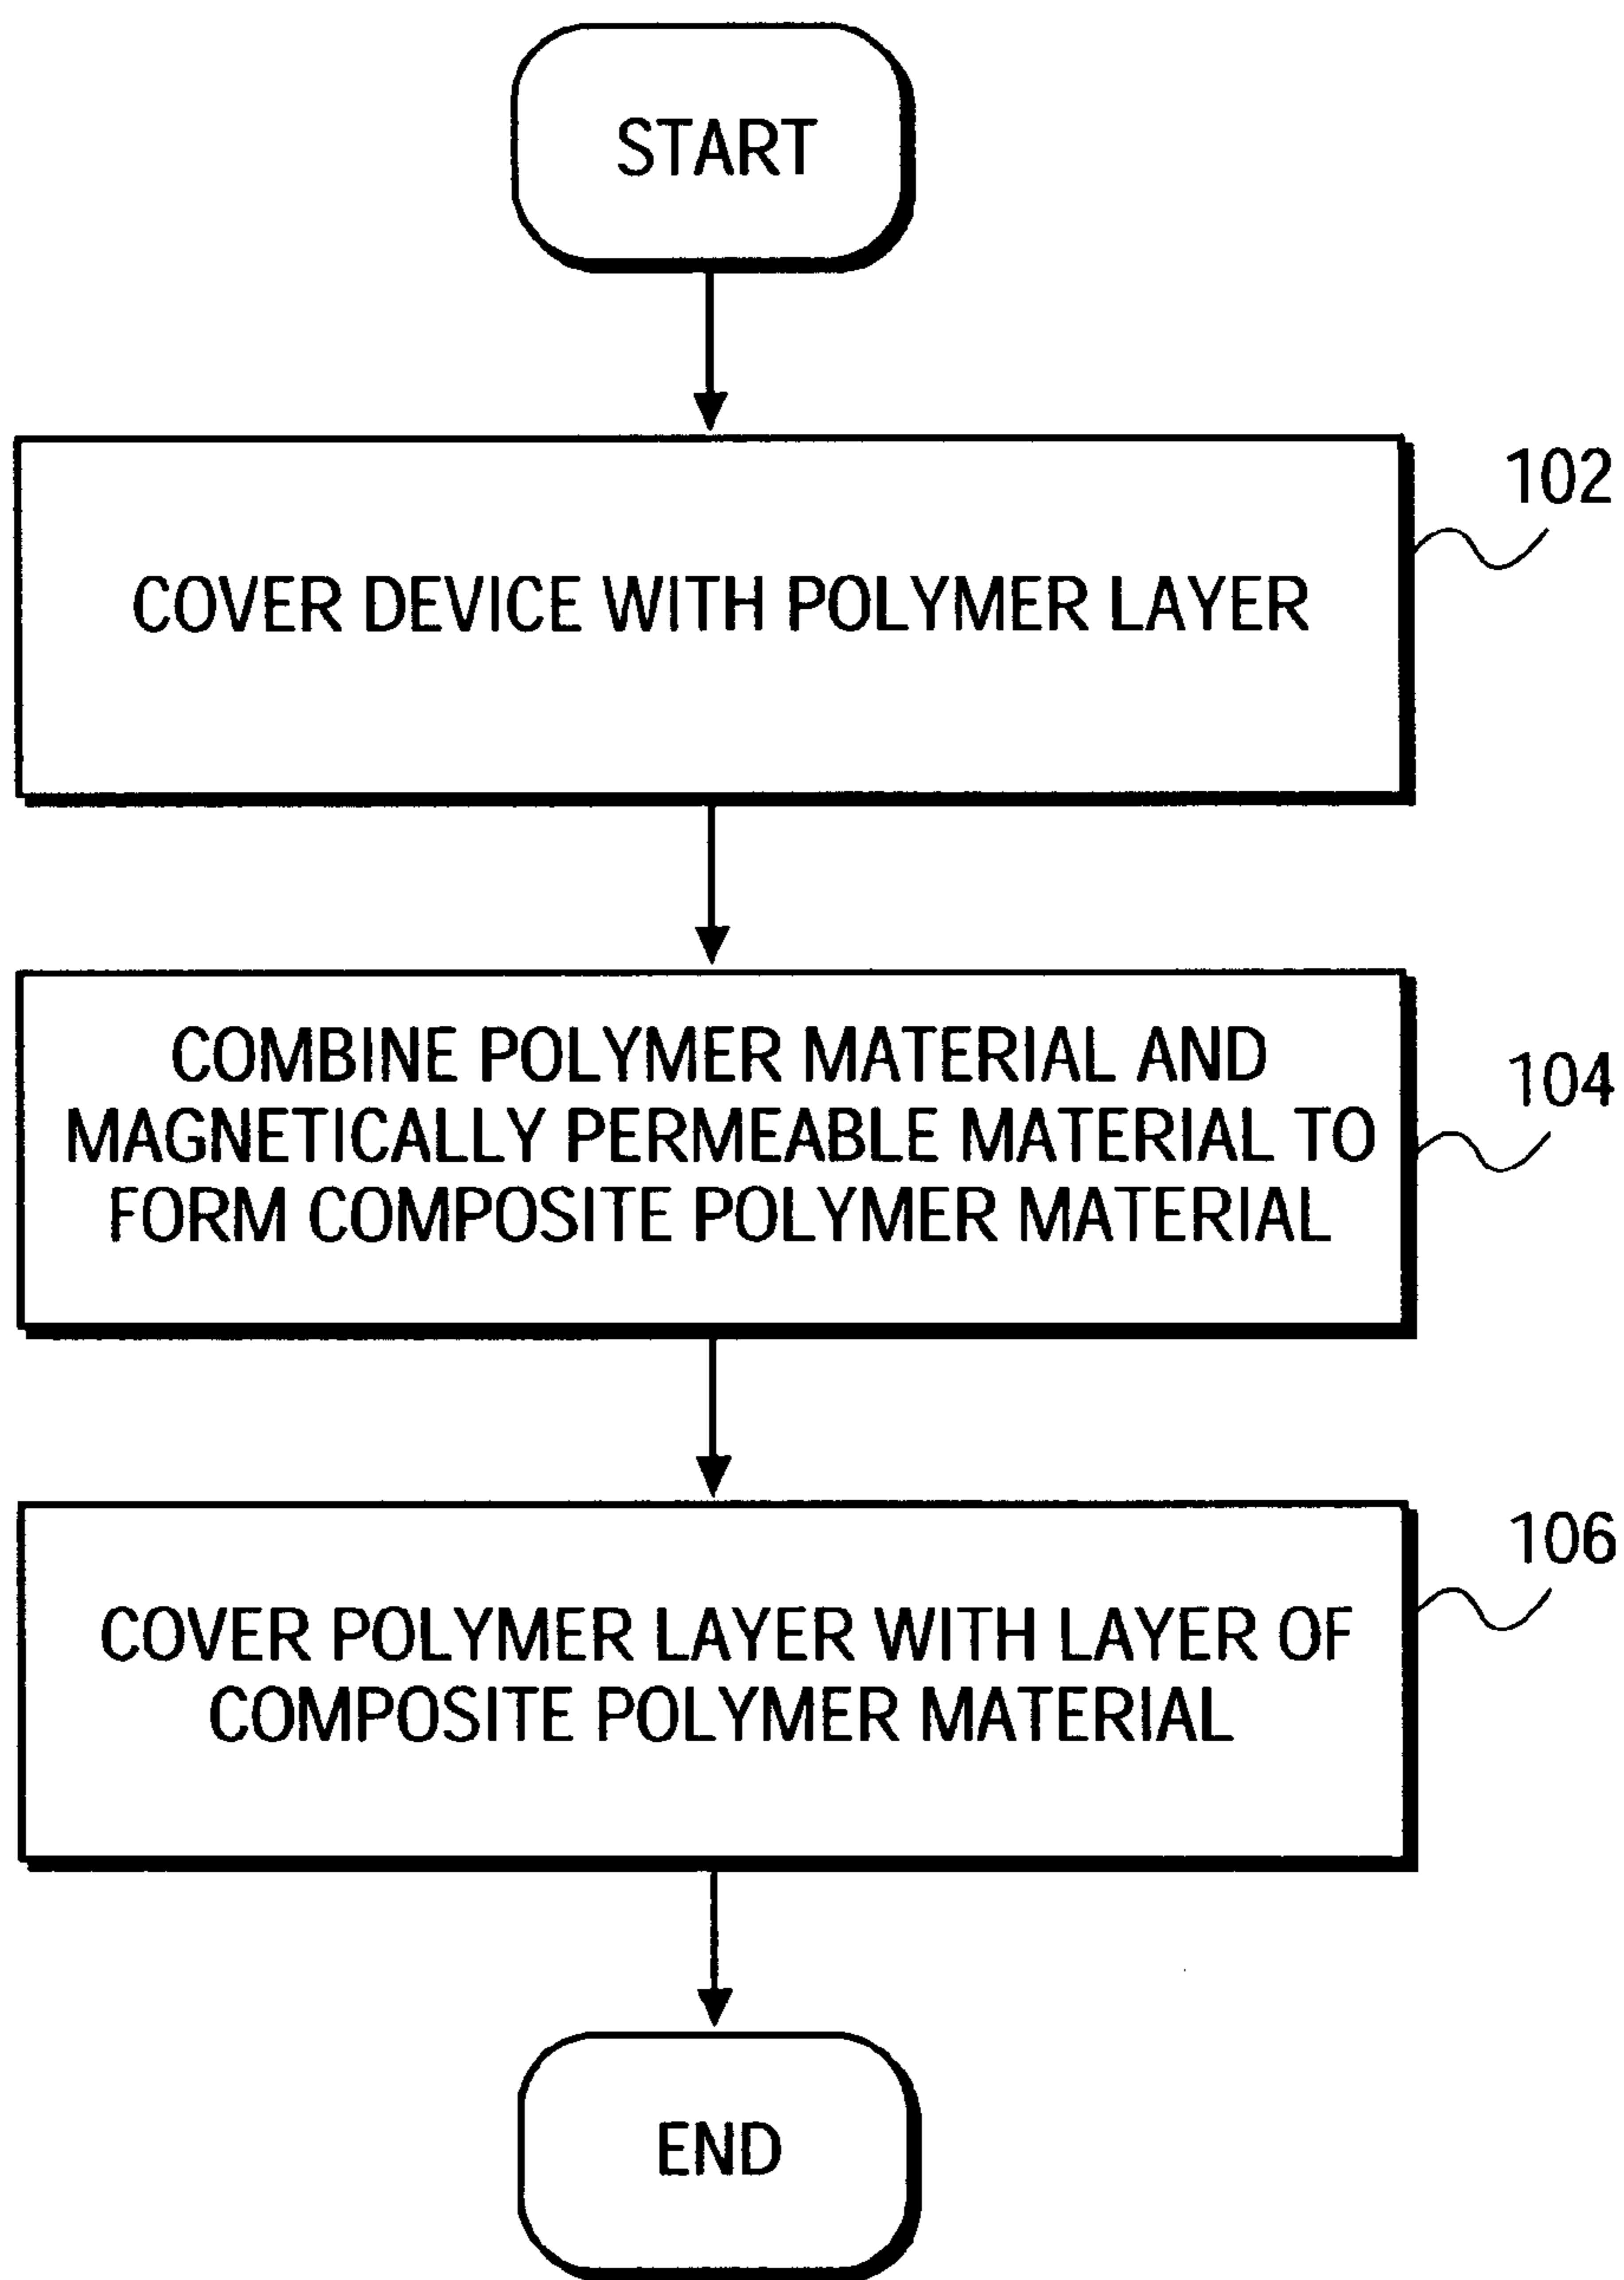 START
102
COVER DEVICE WITH POLYMER LAYER
104
COMBINE POLYMER MATERIAL AND
MAGNETICALLY PERMEABLE MATERIAL TO
FORM COMPOSITE POLYMER MATERIAL
106
COVER POLYMER LAYER WITH LAYER OF
COMPOSITE POLYMER MATERIAL
END